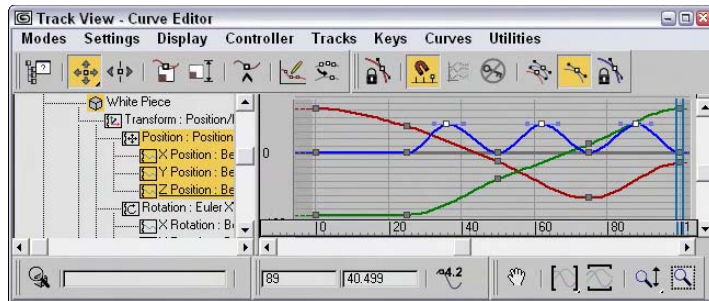 Track View - Curve Editor
Modes Settings Display Controller Tracks Keys Curves Utilities
White Piece
Transform : Position/
Position : Position
X Position : Be
Y Position : Be
Z Position : Be
Rotation : Euler X
X Rotation : B
0
0 20 40 60 80
89 40.499 4.2